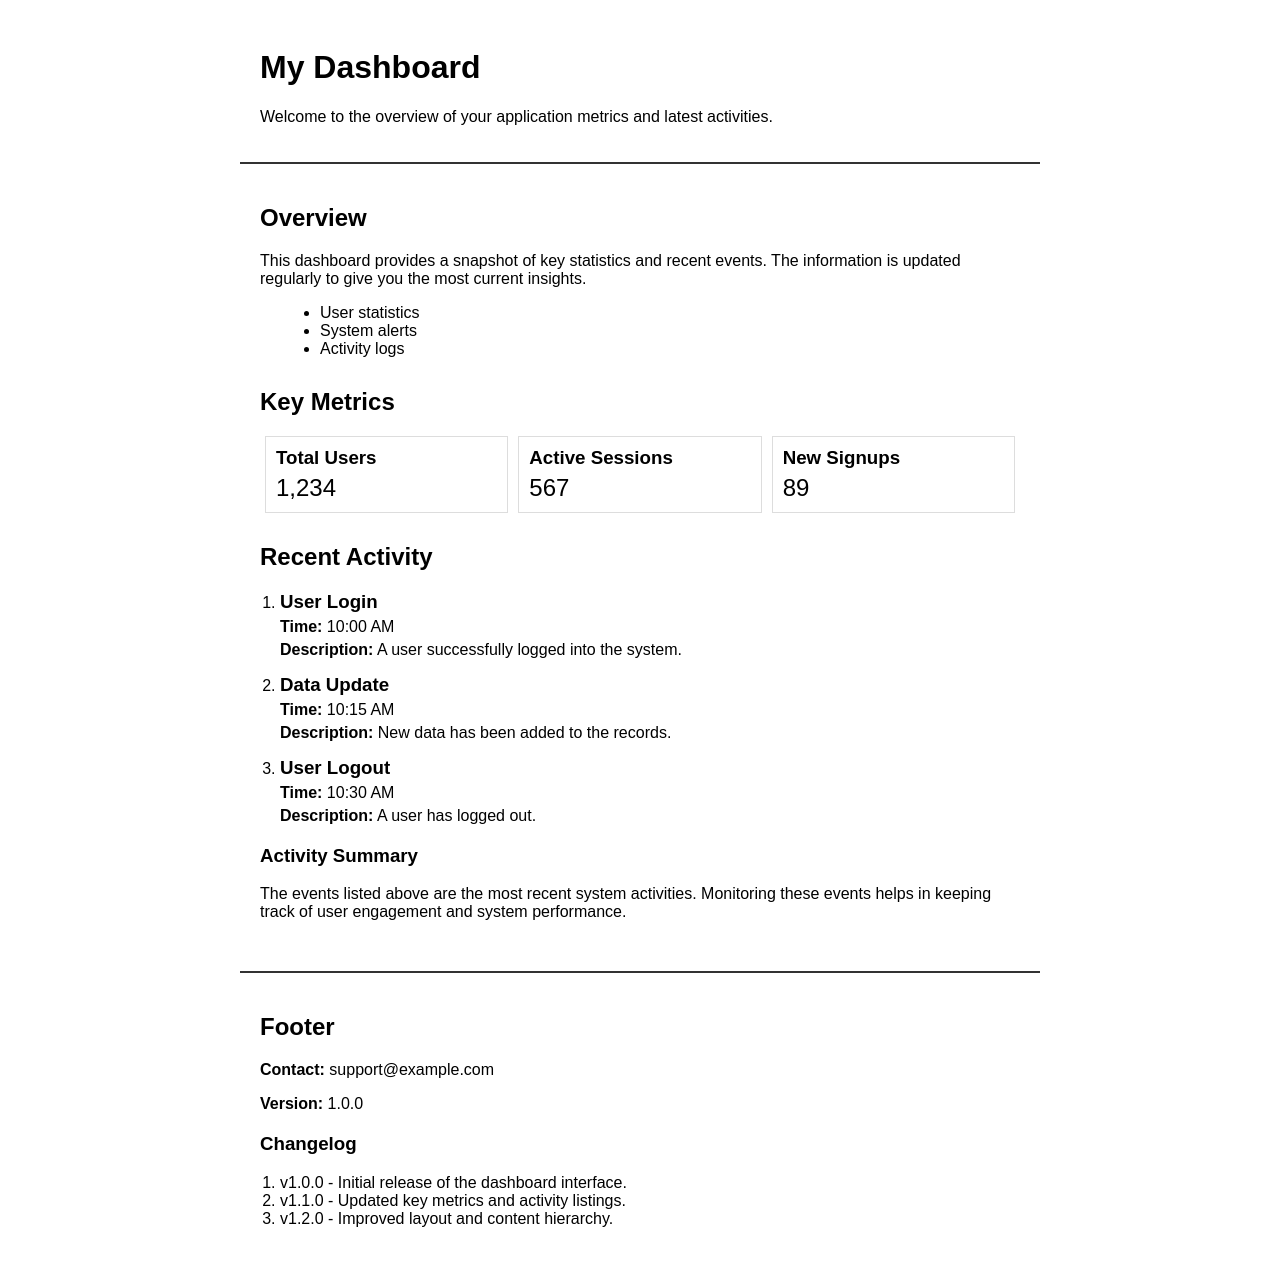 My Dashboard
Welcome to the overview of your application metrics and latest activities.
Overview
This dashboard provides a snapshot of key statistics and recent events. The information is updated
regularly to give you the most current insights.
• User statistics
• System alerts
• Activity logs
Key Metrics
Total Users
1,234
Active Sessions
567
New Signups
89
Recent Activity
1. User Login
Time: 10:00 AM
Description: A user successfully logged into the system.
2. Data Update
Time: 10:15 AM
Description: New data has been added to the records.
3. User Logout
Time: 10:30 AM
Description: A user has logged out.
Activity Summary
The events listed above are the most recent system activities. Monitoring these events helps in keeping
track of user engagement and system performance.
Footer
Contact: support@example.com
Version: 1.0.0
Changelog
1. v1.0.0 - Initial release of the dashboard interface.
2. v1.1.0 - Updated key metrics and activity listings.
3. v1.2.0 - Improved layout and content hierarchy.